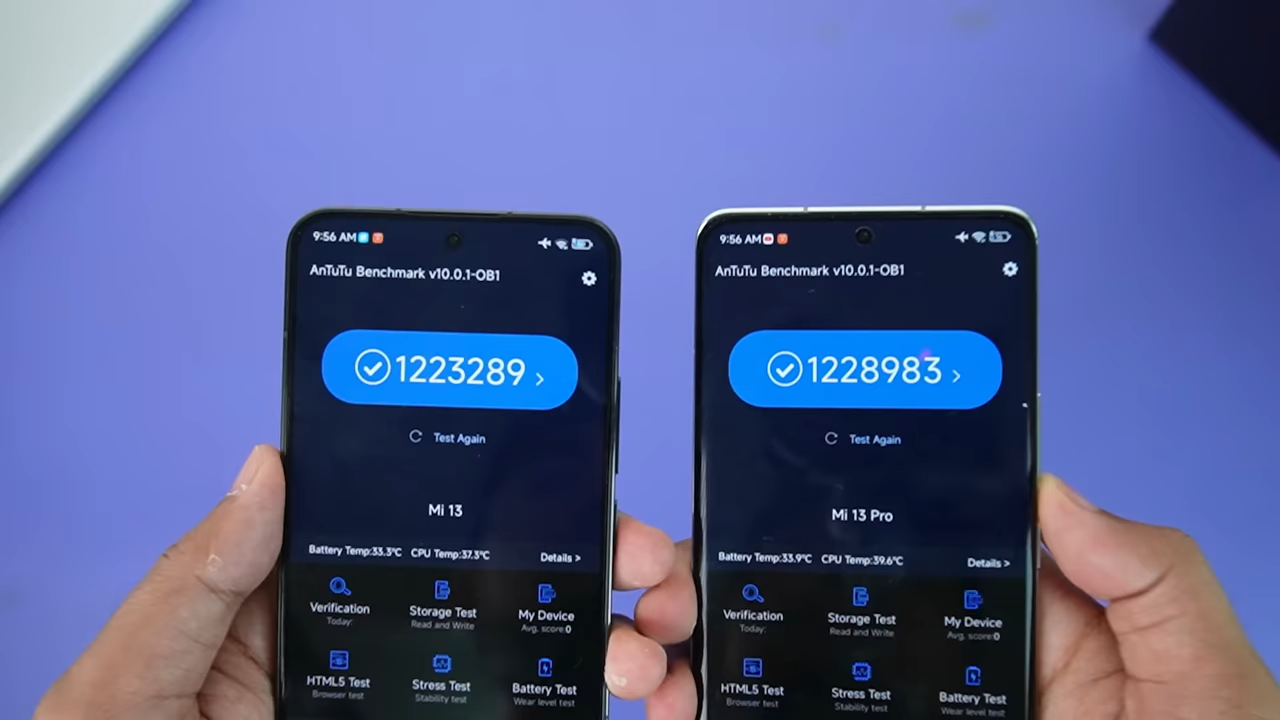 9:56 AM
AnTuTu Benchmark v10.0.1-OB1
1223289 >
Test Again
Mi 13
Battery Temp:33.3℃ CPU Temp:37.3℃ Details >
Verification Storage Test My Device
Today: Read and Write Avg. score:0
HTML5 Test Stress Test Battery Test
Browser test Stability test Wear level test
9:56 AM
AnTuTu Benchmark v10.0.1-OB1
1228983 >
Test Again
Mi 13 Pro
Battery Temp:33.9℃ CPU Temp:39.6℃ Details >
Verification Storage Test My Device
Today: Read and Write Avg. score:0
HTML5 Test Stress Test Battery Test
Browser test Stability test Wear level test